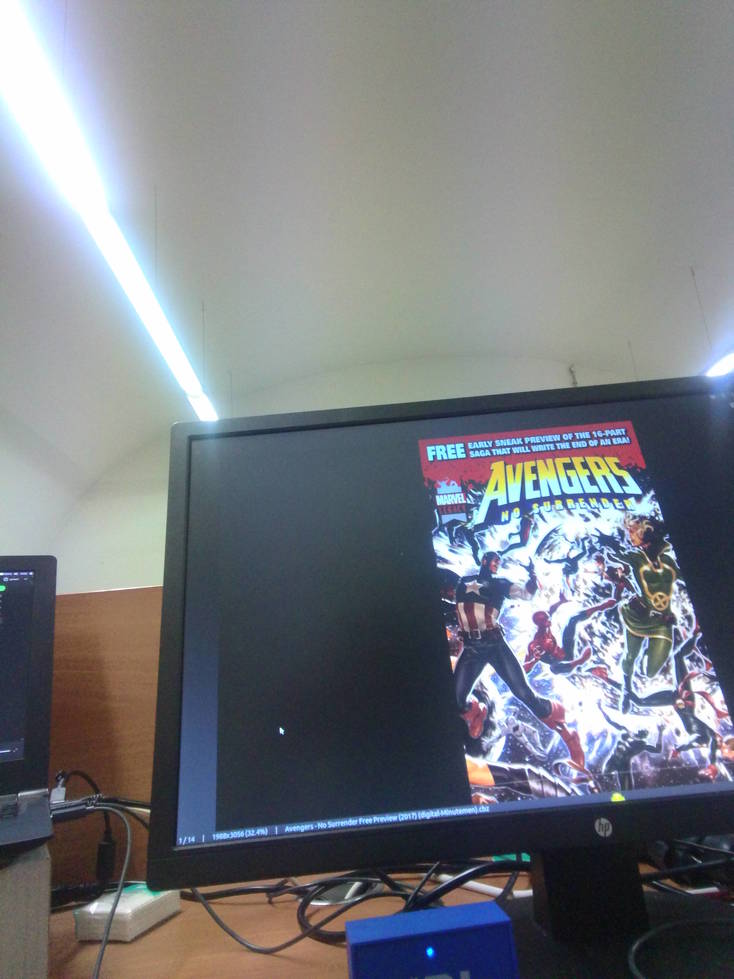 FREE EARLY SNEAK PREVIEW OF THE 16-PART
SAGA THAT WILL WRITE THE END OF AN ERA!
AVENGERS
NO SURRENDER
MARVEL
LEGACY
1 / 14 | 1988x3056 (32.4%) | Avengers - No Surrender Free Preview (2017) (digital-Minutemen).cbz
hp